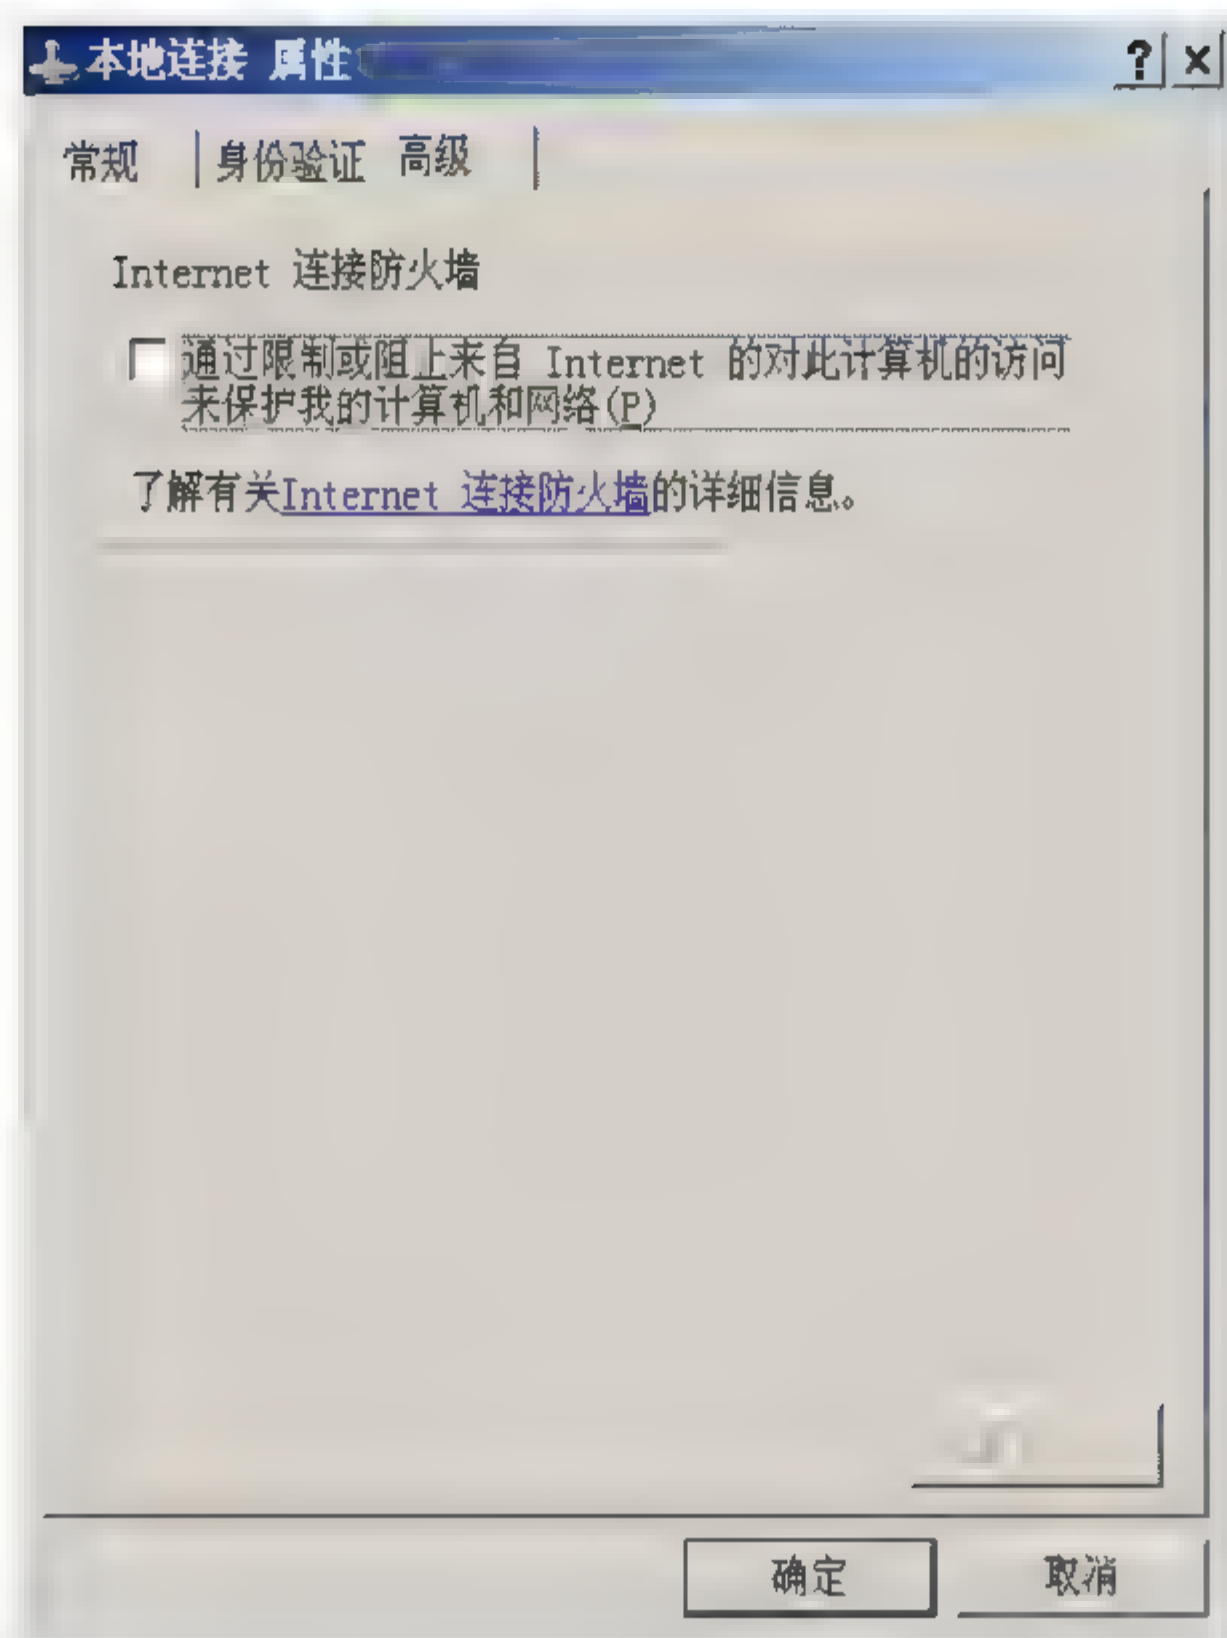 本地连接 属性
常规 身份验证 高级
Internet 连接防火墙
通过限制或阻止来自 Internet 的对此计算机的访问
来保护我的计算机和网络(P)
了解有关Internet 连接防火墙的详细信息。
确定 取消